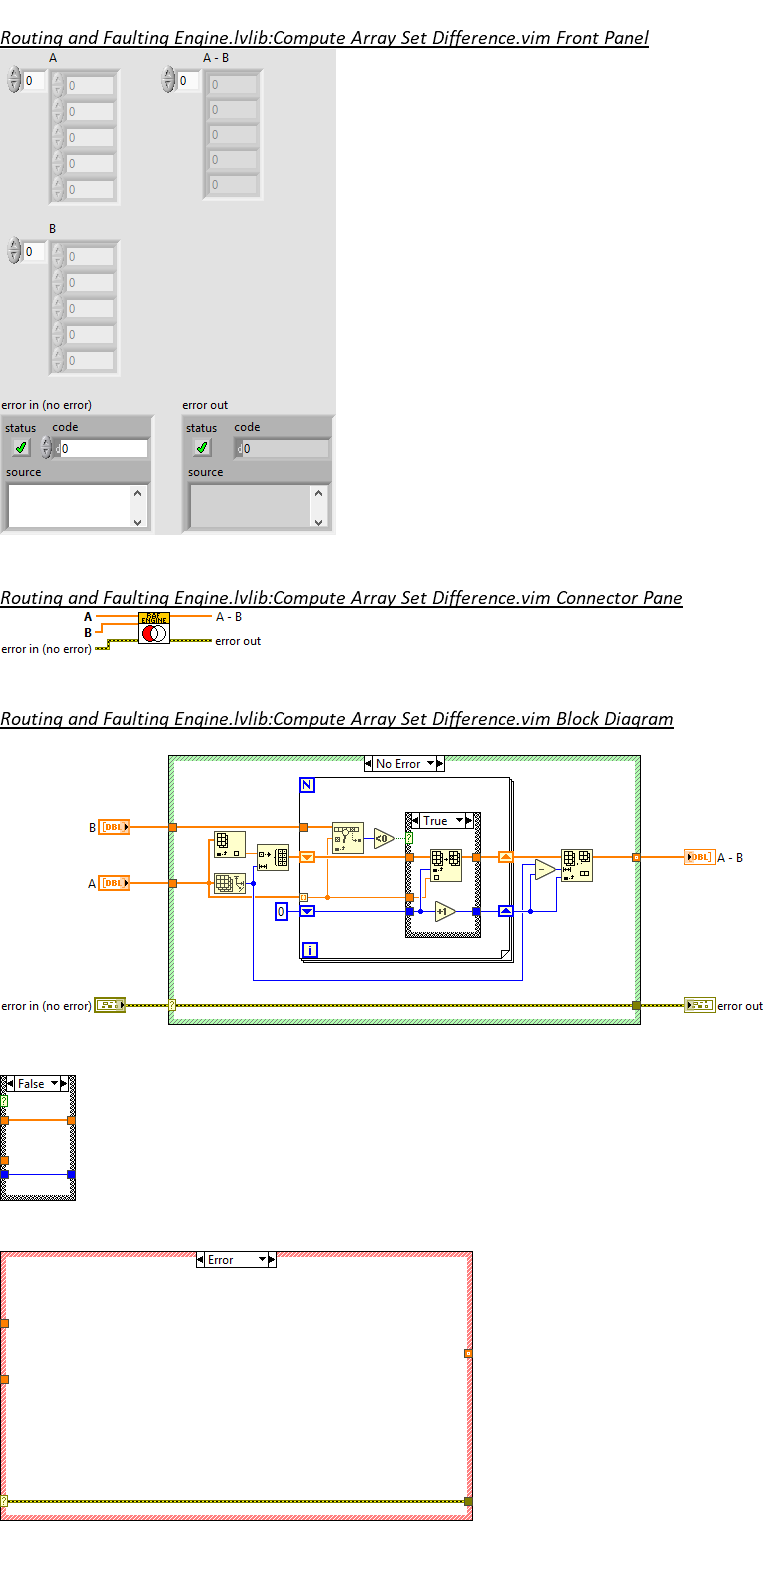 Routing and Faulting Engine.lvlib:Compute Array Set Difference.vim Front Panel
A
A - B
0
0
0
0
0
0
0
0
0
0
0
0
B
0
0
0
0
0
0
error in (no error)
error out
status
code
status
code
0
0
source
source
Routing and Faulting Engine.lvlib:Compute Array Set Difference.vim Connector Pane
A
B
error in (no error)
RAF
ENGINE
A - B
error out
Routing and Faulting Engine.lvlib:Compute Array Set Difference.vim Block Diagram
No Error
N
B
DBL
<0
True
?
A
DBL
DBL
A - B
0
+1
-
i
error in (no error)
?
error out
False
?
Error
?